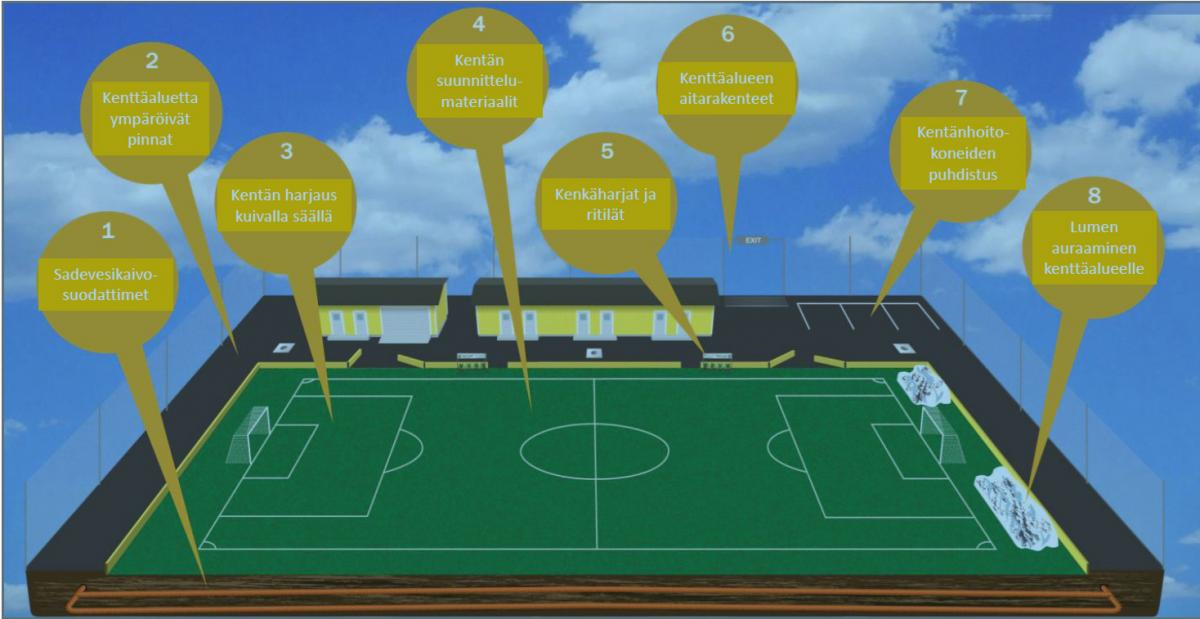 1
Sadevesikaivo-
suodattimet
2
Kenttäaluetta
ympäröivät
pinnat
3
Kentän harjaus
kuivalla säällä
4
Kentän
suunnittelu-
materiaalit
5
Kenkäharjat ja
ritilät
6
Kenttäalueen
aitarakenteet
7
Kentänhoito-
koneiden
puhdistus
8
Lumen
auraaminen
kenttäalueelle
EXIT